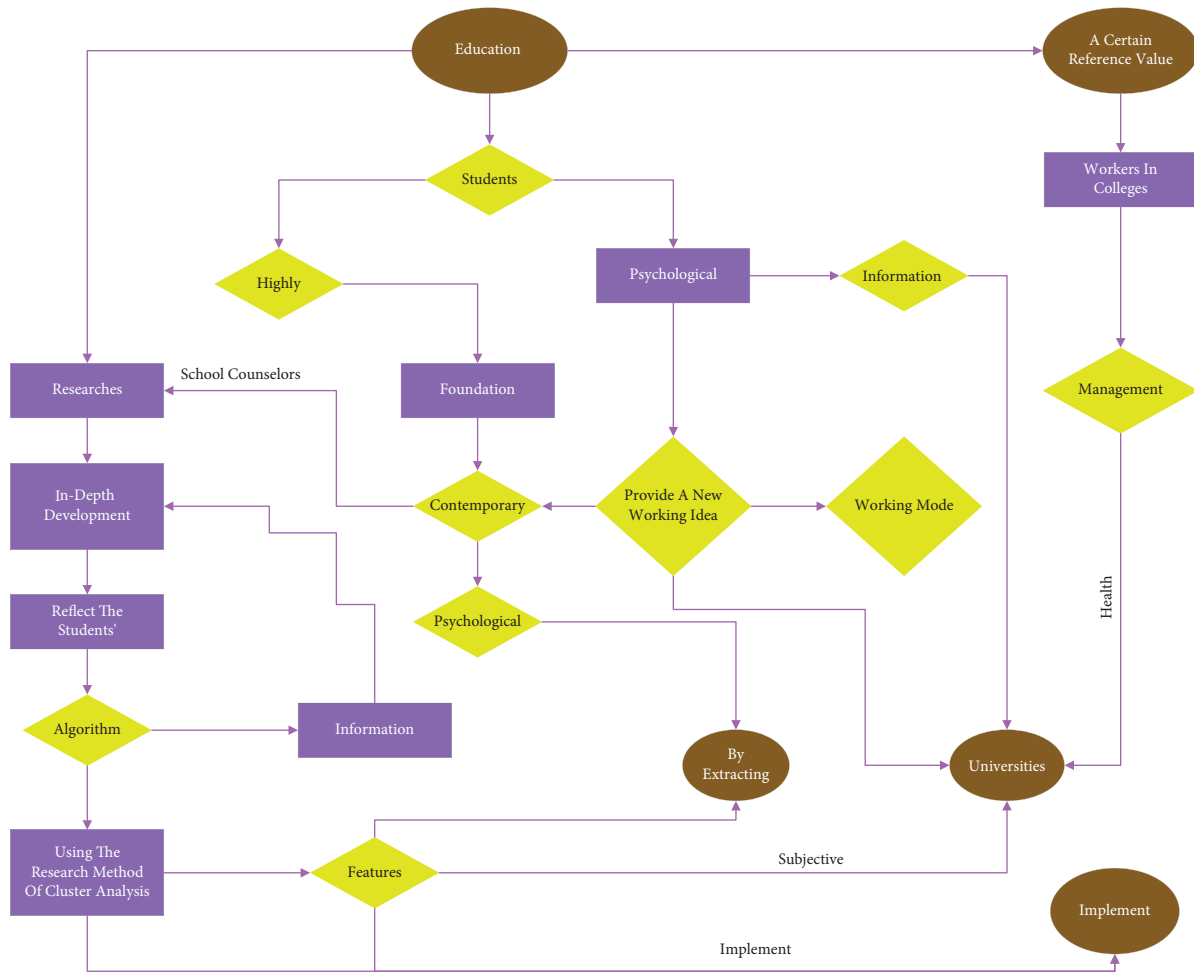 Education
A Certain
Reference Value
Students
Workers In
Colleges
Highly
Psychological
Information
School Counselors
Researches
Foundation
Management
In-Depth
Development
Contemporary
Provide A New
Working Idea
Working Mode
Health
Reflect The
Students'
Psychological
Algorithm
Information
By
Extracting
Universities
Using The
Research Method
Of Cluster Analysis
Features
Subjective
Implement
Implement